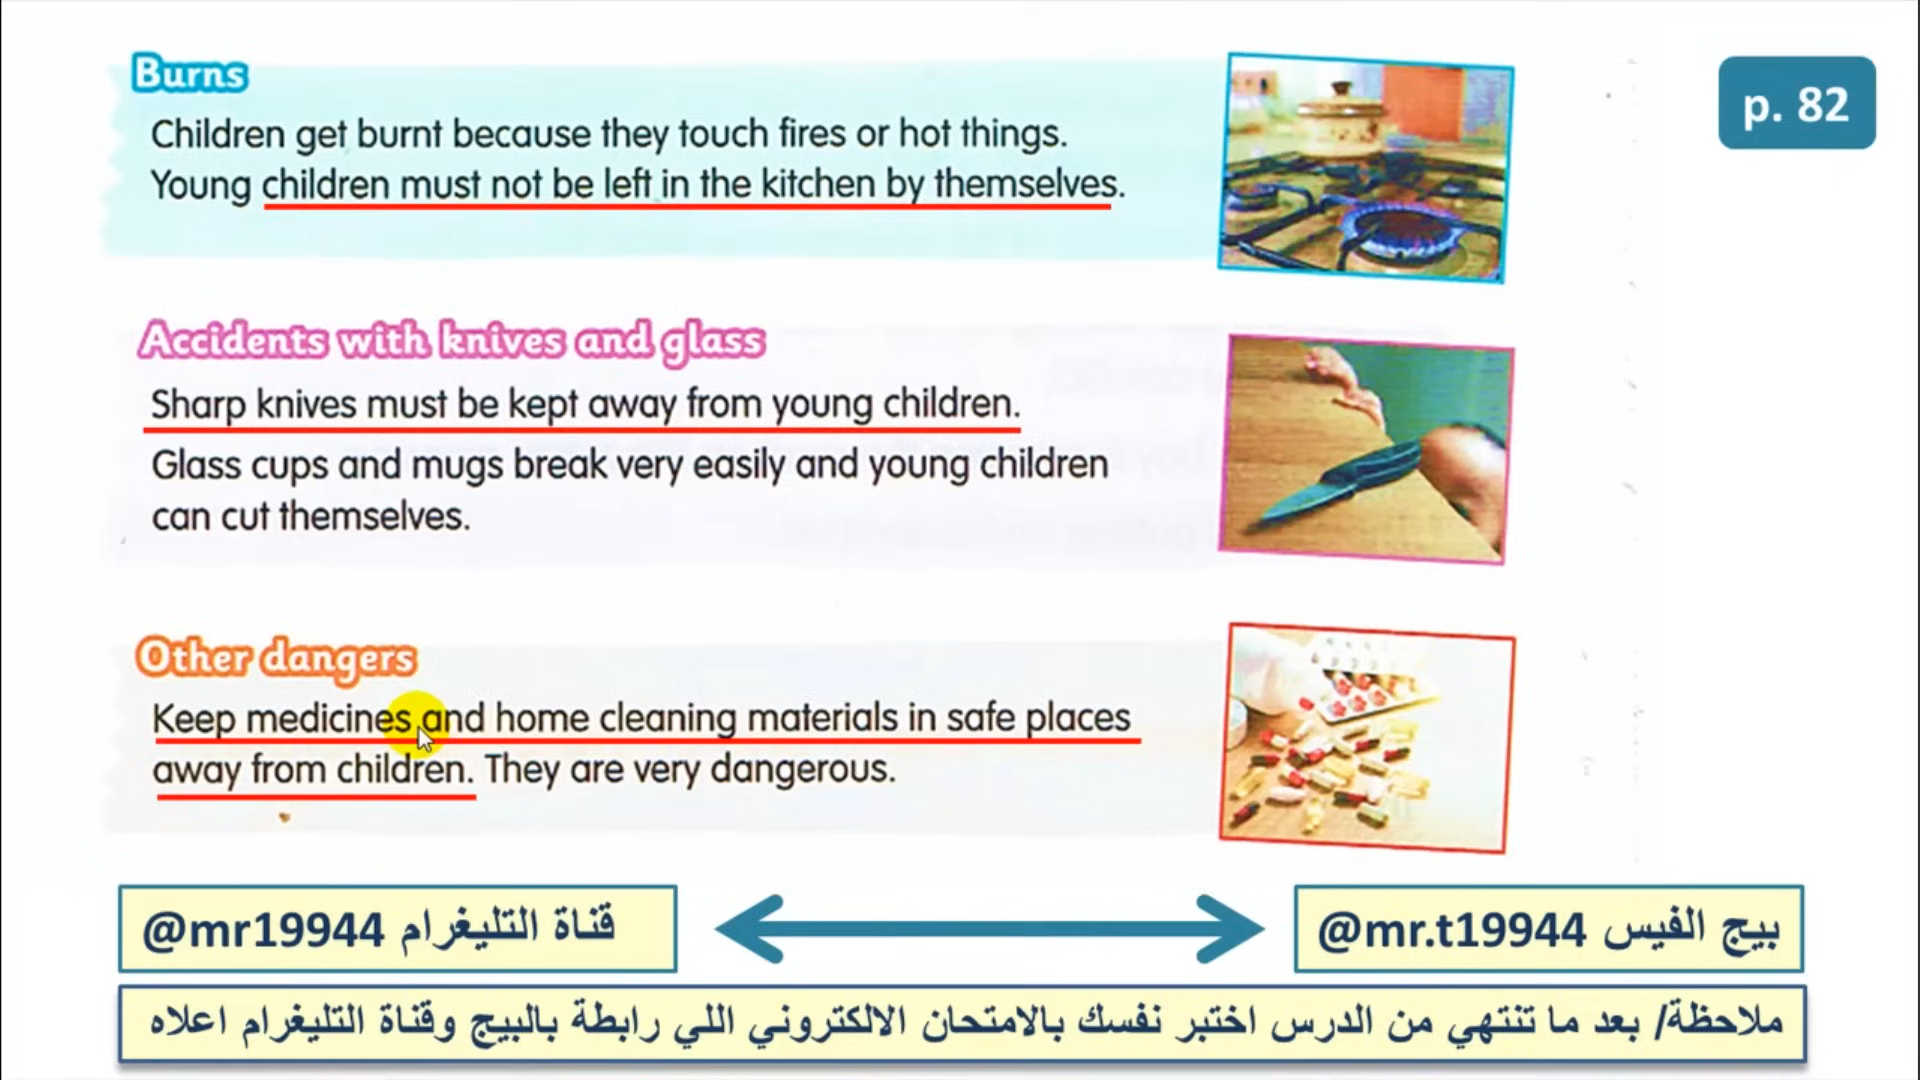 Burns
p. 82
Children get burnt because they touch fires or hot things.
Young children must not be left in the kitchen by themselves.
Accidents with knives and glass
Sharp knives must be kept away from young children.
Glass cups and mugs break very easily and young children
can cut themselves.
Other dangers
Keep medicines and home cleaning materials in safe places
away from children. They are very dangerous.
قناة التليغرام @mr19944
بيج الفيس @mr.t19944
ملاحظة/ بعد ما تنتهي من الدرس اختبر نفسك بالامتحان الالكتروني اللي رابطة بالبيج وقناة التليغرام اعلاه